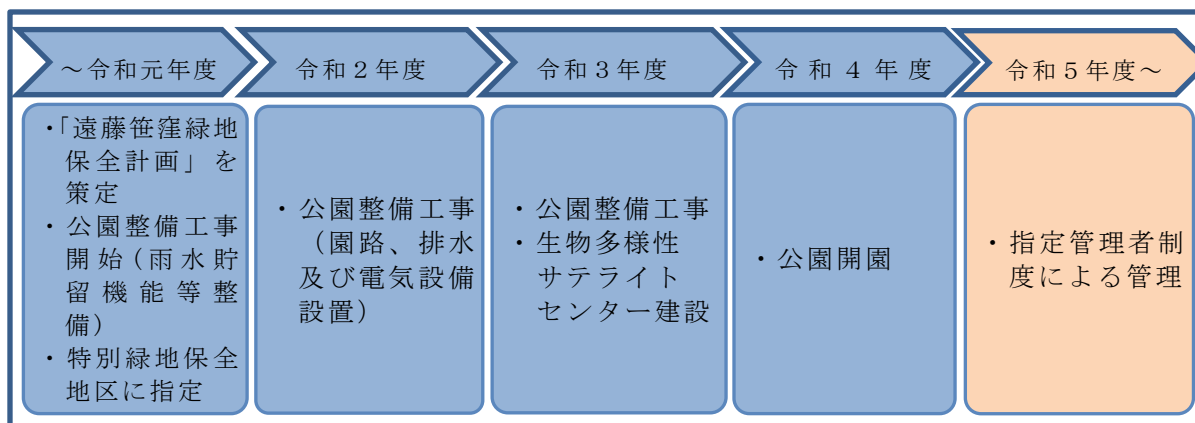 ～令和元年度
令和２年度
令和３年度
令和４年度
令和５年度～
・「遠藤笹窪緑地
保全計画」を
策定
・公園整備工事
開始（雨水貯
留機能等整
備）
・特別緑地保全
地区に指定
・公園整備工事
（園路、排水
及び電気設備
設置）
・公園整備工事
・生物多様性
サテライト
センター建設
・公園開園
・指定管理者制
度による管理